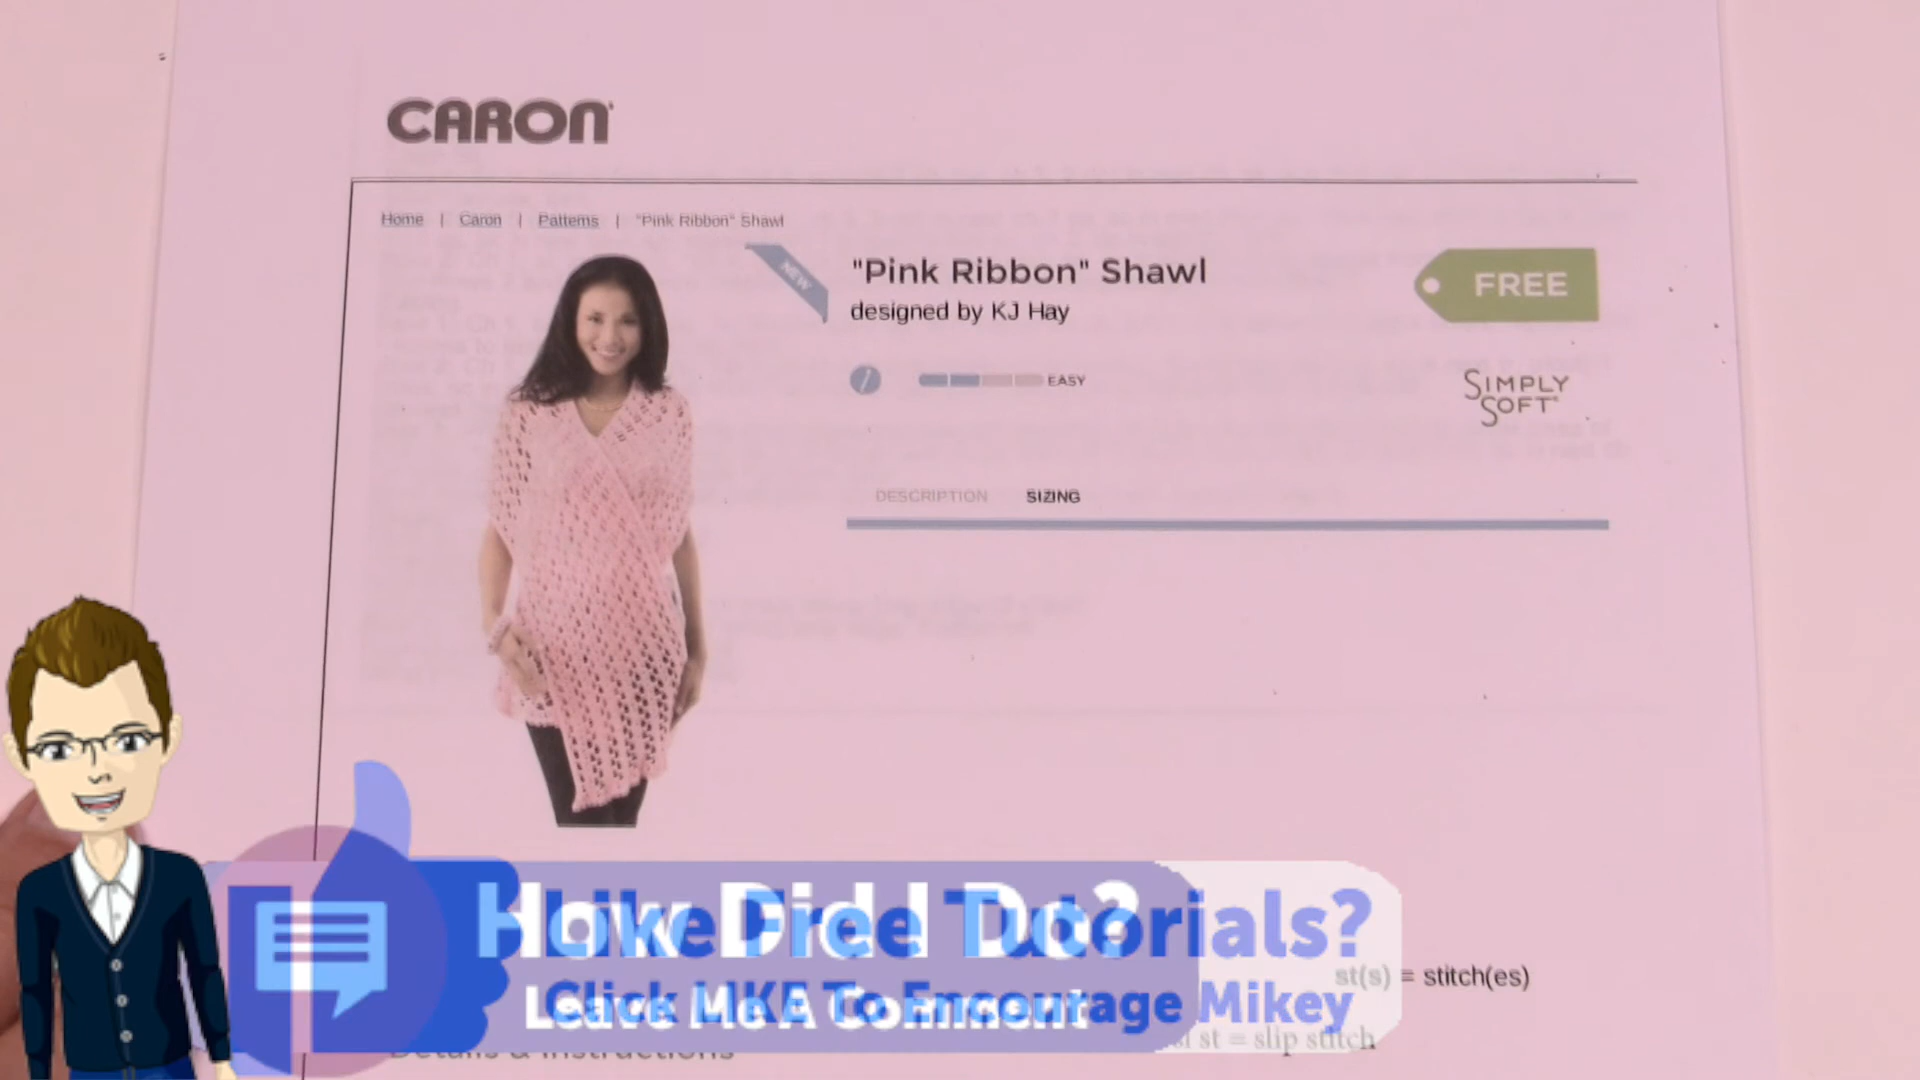 CARON
Home | Caron | Patterns | "Pink Ribbon" Shawl
NEW
"Pink Ribbon" Shawl
FREE
designed by KJ Hay
EASY
SIMPLY
SOFT
DESCRIPTION SIZING
How Did I Do?
Like Free Tutorials?
st(s) = stitch(es)
Leave Me A Comment
Click LIKE To Encourage Mikey
sl st = slip stitch
Details & Instructions